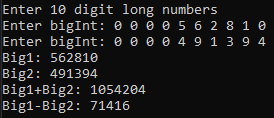 Enter 10 digit long numbers
Enter bigInt: 0 0 0 0 5 6 2 8 1 0
Enter bigInt: 0 0 0 0 4 9 1 3 9 4
Big1: 562810
Big2: 491394
Big1+Big2: 1054204
Big1-Big2: 71416